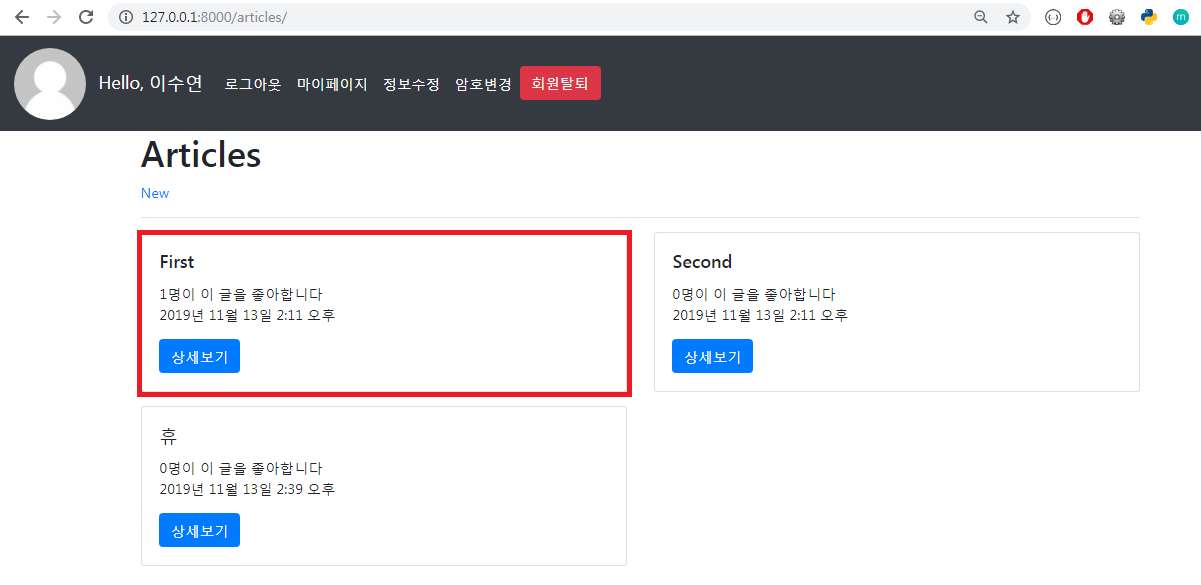 127.0.0.1:8000/articles/
m
Hello, 이수연 로그아웃 마이페이지 정보수정 암호변경 회원탈퇴
Articles
New
First
1명이 이 글을 좋아합니다
2019년 11월 13일 2:11 오후
상세보기
Second
0명이 이 글을 좋아합니다
2019년 11월 13일 2:11 오후
상세보기
휴
0명이 이 글을 좋아합니다
2019년 11월 13일 2:39 오후
상세보기